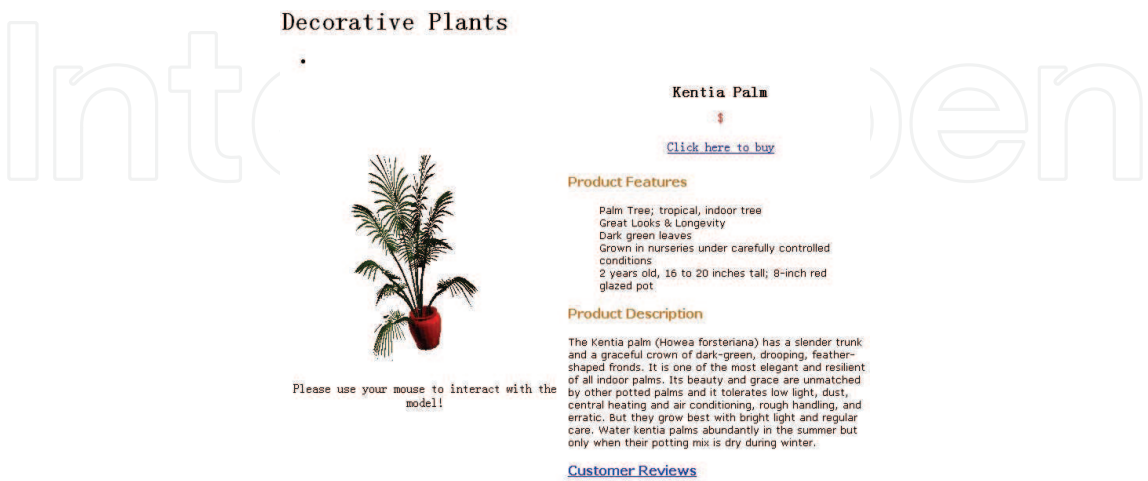 Decorative Plants
•
Kentia Palm
$
Click here to buy
Product Features
Palm Tree; tropical, indoor tree
Great Looks & Longevity
Dark green leaves
Grown in nurseries under carefully controlled
conditions
2 years old, 16 to 20 inches tall; 8-inch red
glazed pot
Product Description
The Kentia palm (Howea forsteriana) has a slender trunk
and a graceful crown of dark-green, drooping, feather-
shaped fronds. It is one of the most elegant and resilient
of all indoor palms. Its beauty and grace are unmatched
by other potted palms and it tolerates low light, dust,
central heating and air conditioning, rough handling, and
erratic. But they grow best with bright light and regular
care. Water kentia palms abundantly in the summer but
only when their potting mix is dry during winter.
Customer Reviews
Please use your mouse to interact with the
model!